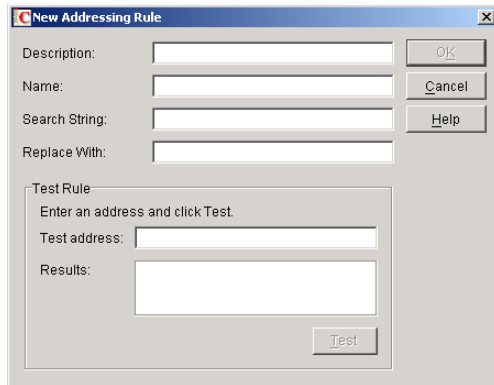 C New Addressing Rule
Description:
OK
Name:
Cancel
Search String:
Help
Replace With:
Test Rule
Enter an address and click Test.
Test address:
Results:
Test